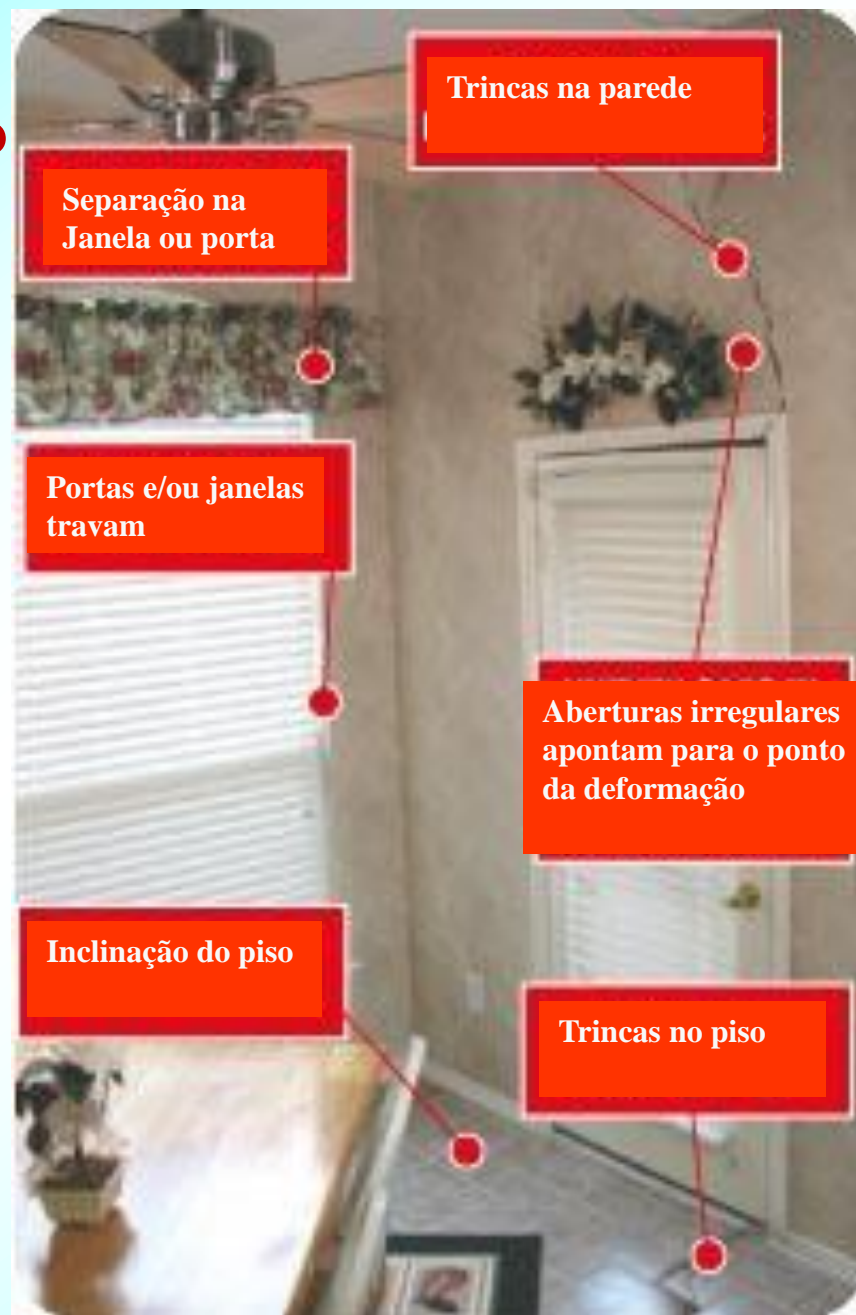 Trincas na parede
Separação na
Janela ou porta
Portas e/ou janelas
travam
Aberturas irregulares
apontam para o ponto
da deformação
Inclinação do piso
Trincas no piso